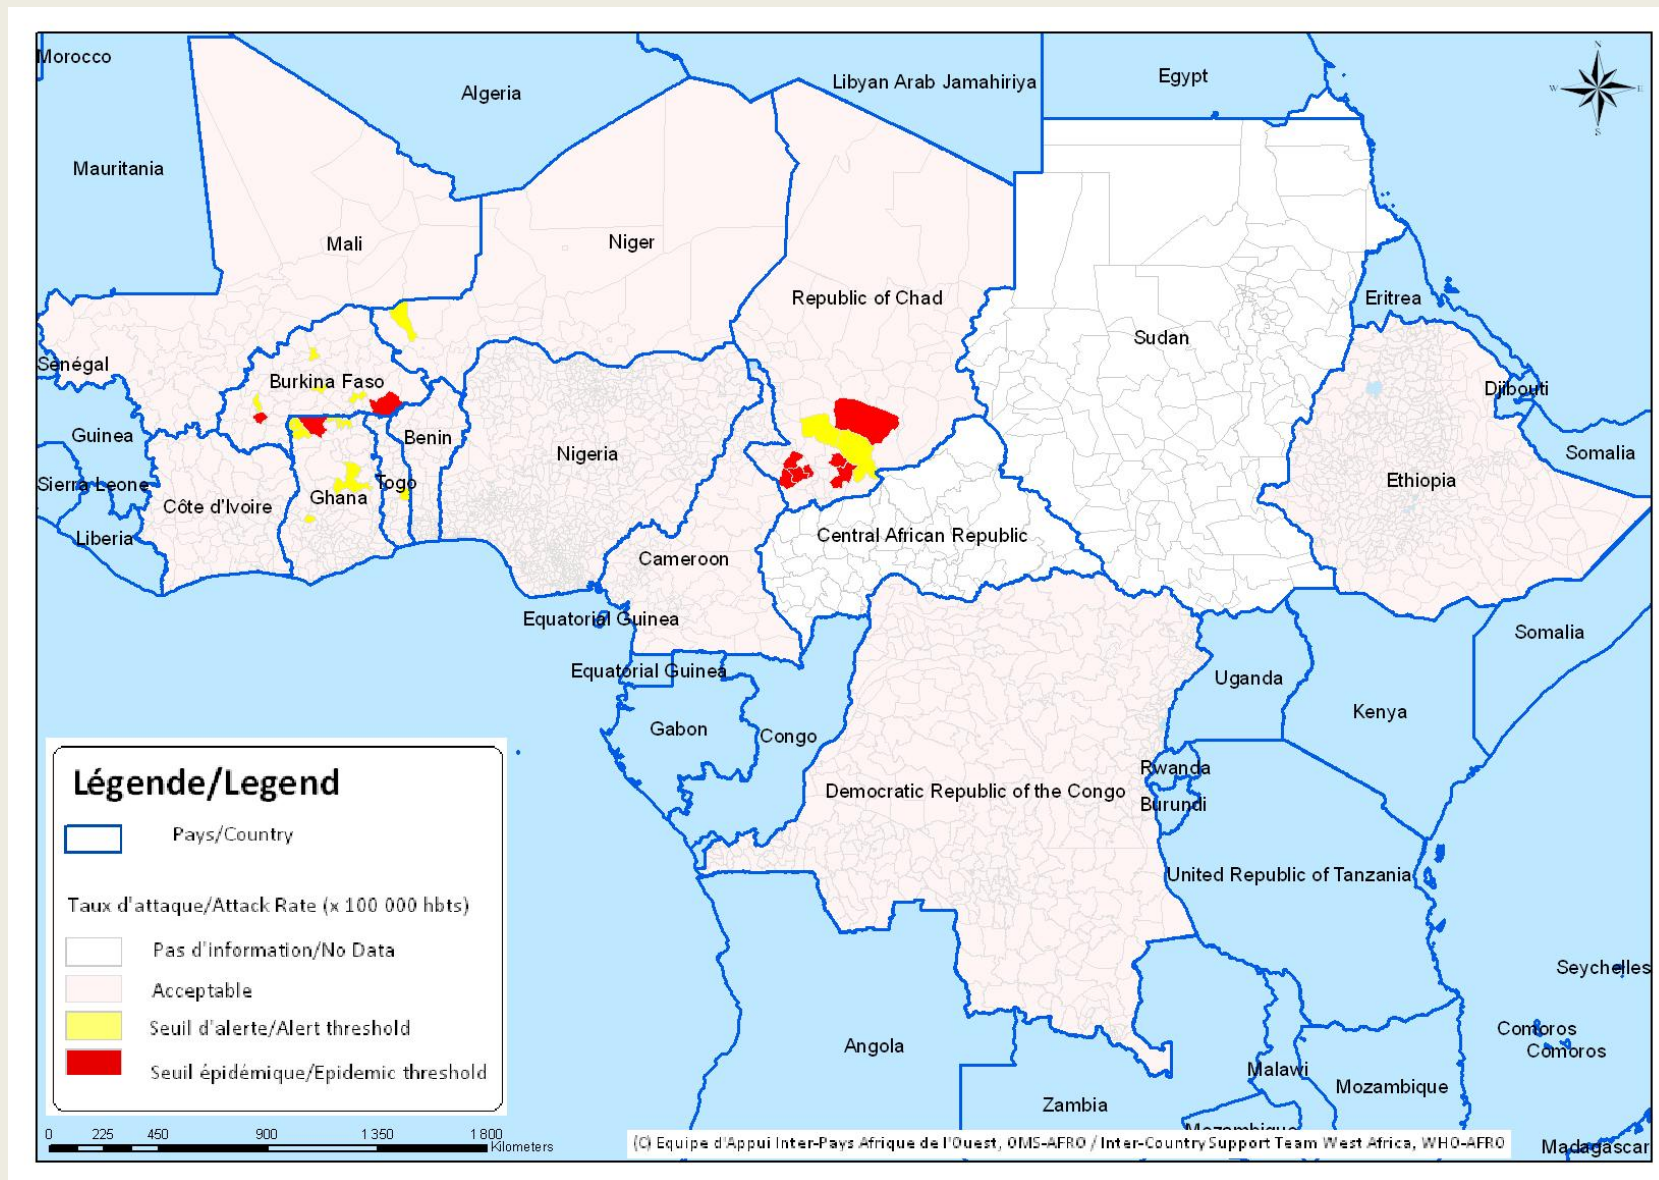 Morocco
Algeria
Libyan Arab Jamahiriya
Egypt
N
W
E
S
Mauritania
Mali
Niger
Republic of Chad
Eritrea
Sudan
Sénégal
Burkina Faso
Djibouti
Guinea
Benin
Nigeria
Somalia
Sierra Leone
Togo
Ethiopia
Ghana
Côte d'Ivoire
Liberia
Central African Republic
Cameroon
Equatorial Guinea
Somalia
Equatorial Guinea
Uganda
Kenya
Gabon
Congo
Rwanda
Democratic Republic of the Congo
Burundi
United Republic of Tanzania
Seychelles
Comoros
Comoros
Angola
Malawi
Mozambique
Zambia
Mozambique
Madagascar
Légende/Legend
Pays/Country
Taux d'attaque/Attack Rate (x 100 000 hbts)
Pas d'information/No Data
Acceptable
Seuil d'alerte/Alert threshold
Seuil épidémique/Epidemic threshold
0 225 450 900 1 350 1 800
Kilometers
(C) Equipe d'Appui Inter-Pays Afrique de l'Ouest, OMS-AFRO / Inter-Country Support Team West Africa, WHO-AFRO